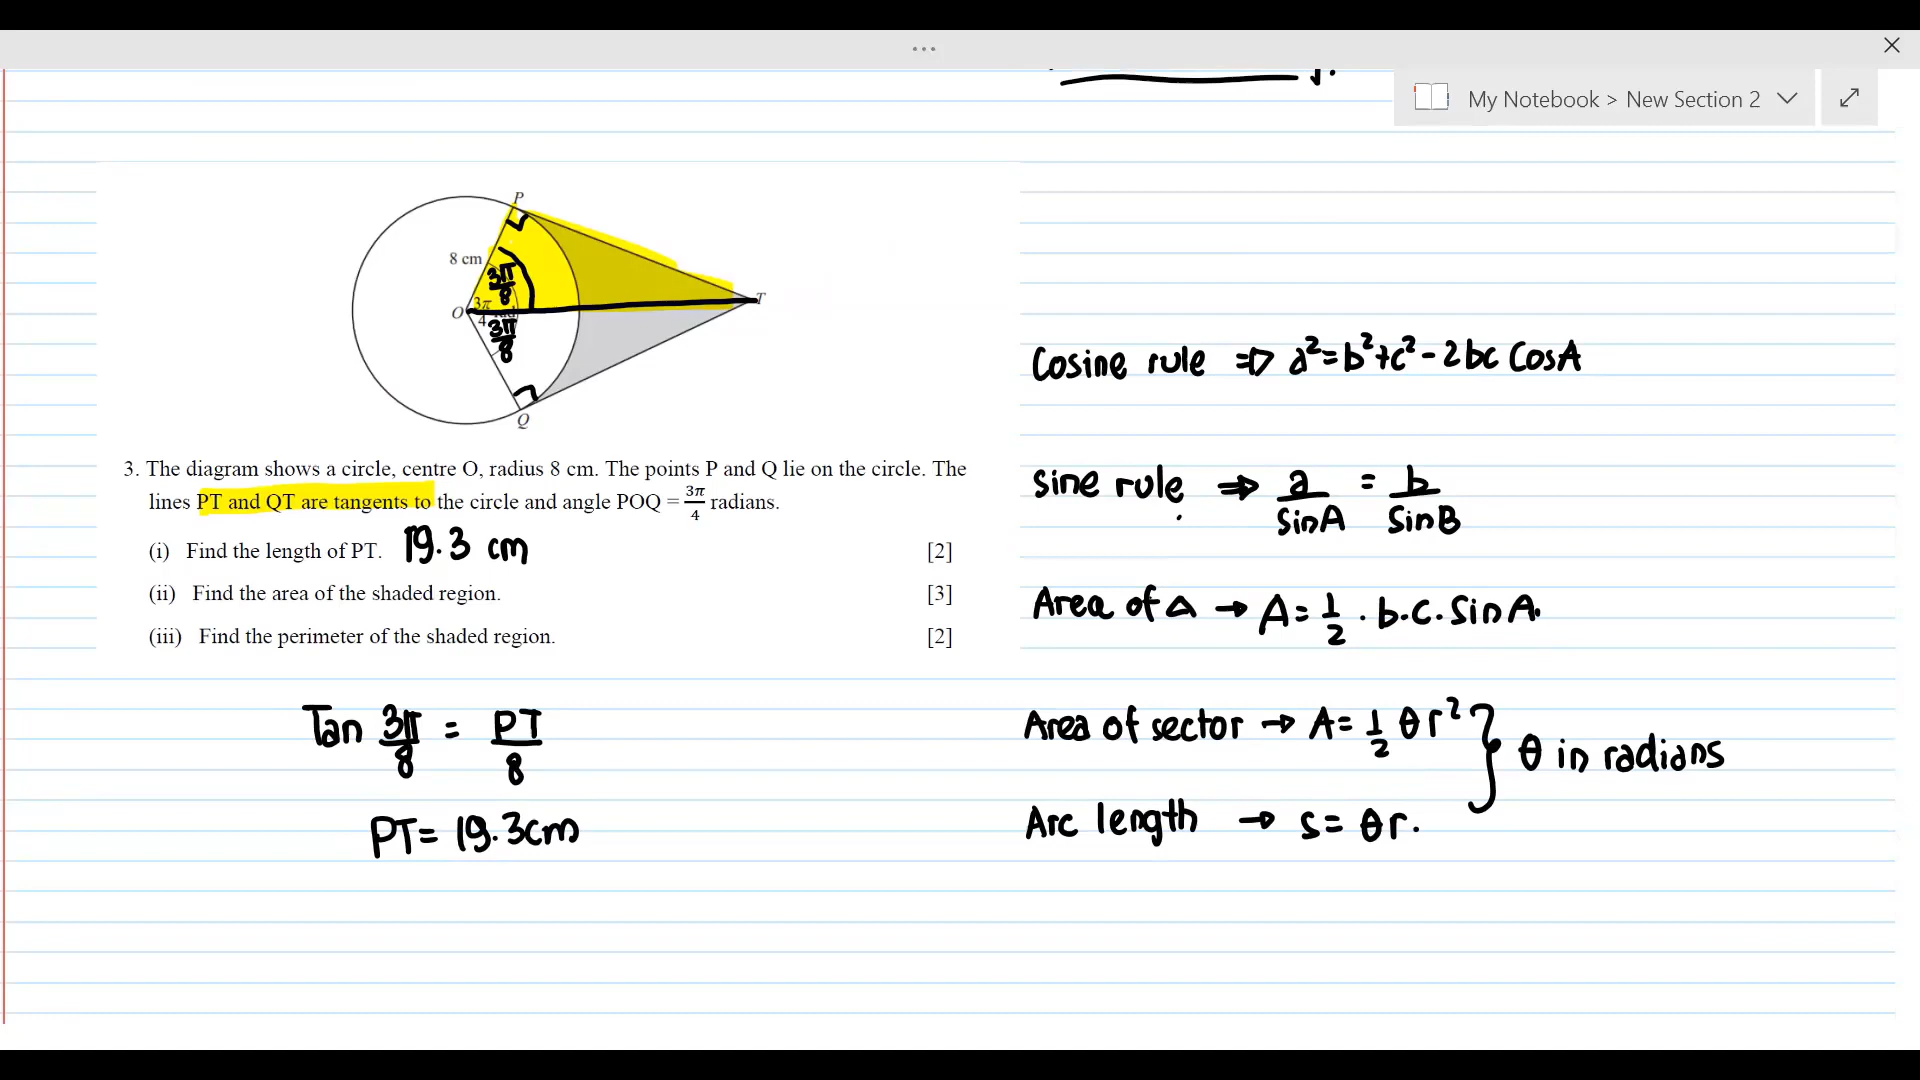 My Notebook > New Section 2
P
8 cm
3π/8
O
3π/4 rad
3π/8
T
Q
3. The diagram shows a circle, centre O, radius 8 cm. The points P and Q lie on the circle. The
lines PT and QT are tangents to the circle and angle POQ = 3π/4 radians.
(i) Find the length of PT. 19.3 cm [2]
(ii) Find the area of the shaded region. [3]
(iii) Find the perimeter of the shaded region. [2]
Tan 3π/8 = PT/8
PT = 19.3cm
Cosine rule ⇒ a² = b² + c² - 2bc CosA
Sine rule ⇒ a/SinA = b/SinB
Area of Δ → A = 1/2 · b · c · Sin A.
Area of sector → A = 1/2 θ r² } θ in radians
Arc length → s = θ r.